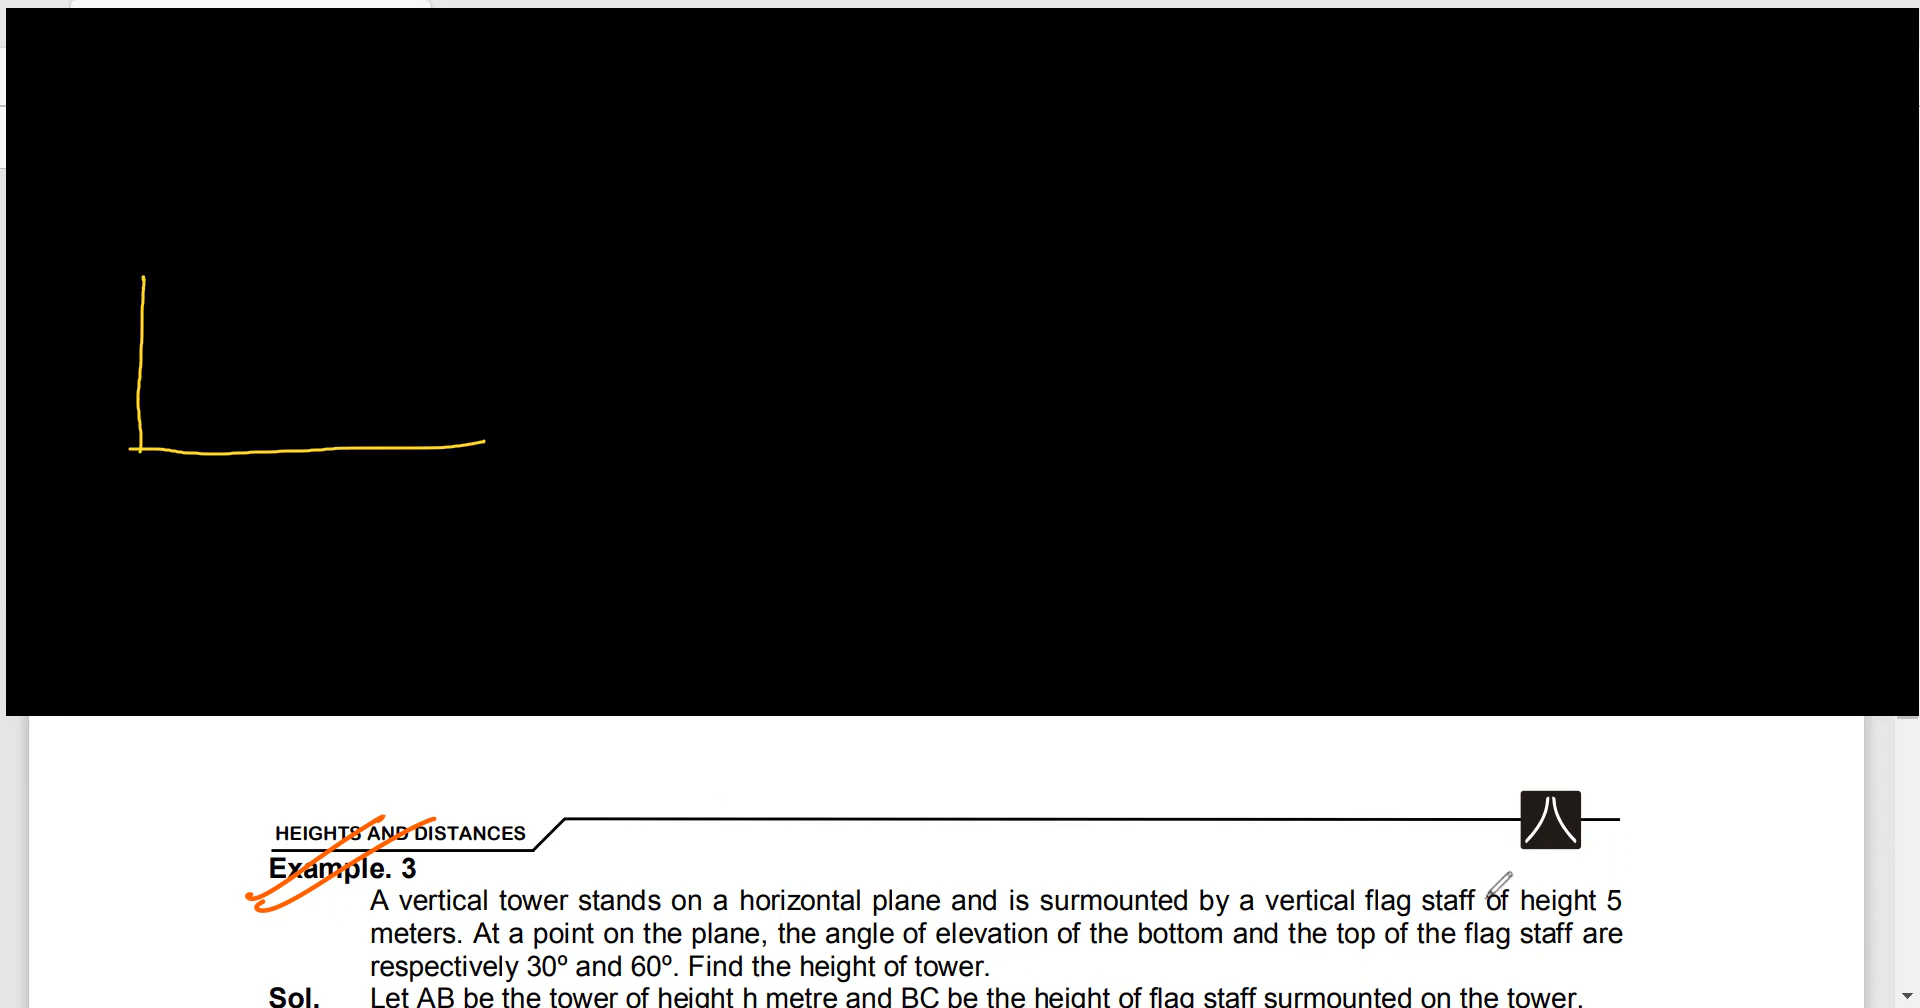 HEIGHTS AND DISTANCES
Example. 3
A vertical tower stands on a horizontal plane and is surmounted by a vertical flag staff of height 5
meters. At a point on the plane, the angle of elevation of the bottom and the top of the flag staff are
respectively 30º and 60º. Find the height of tower.
Sol. Let AB be the tower of height h metre and BC be the height of flag staff surmounted on the tower.